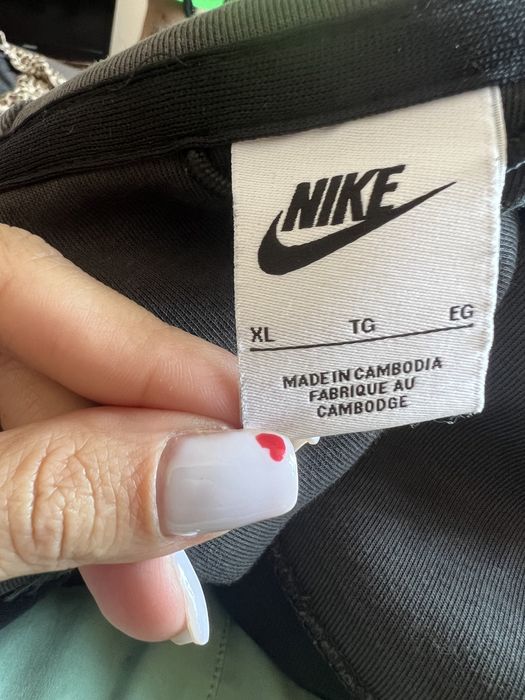 NIKE
XL TG EG
MADE IN CAMBODIA
FABRIQUE AU
CAMBODGE